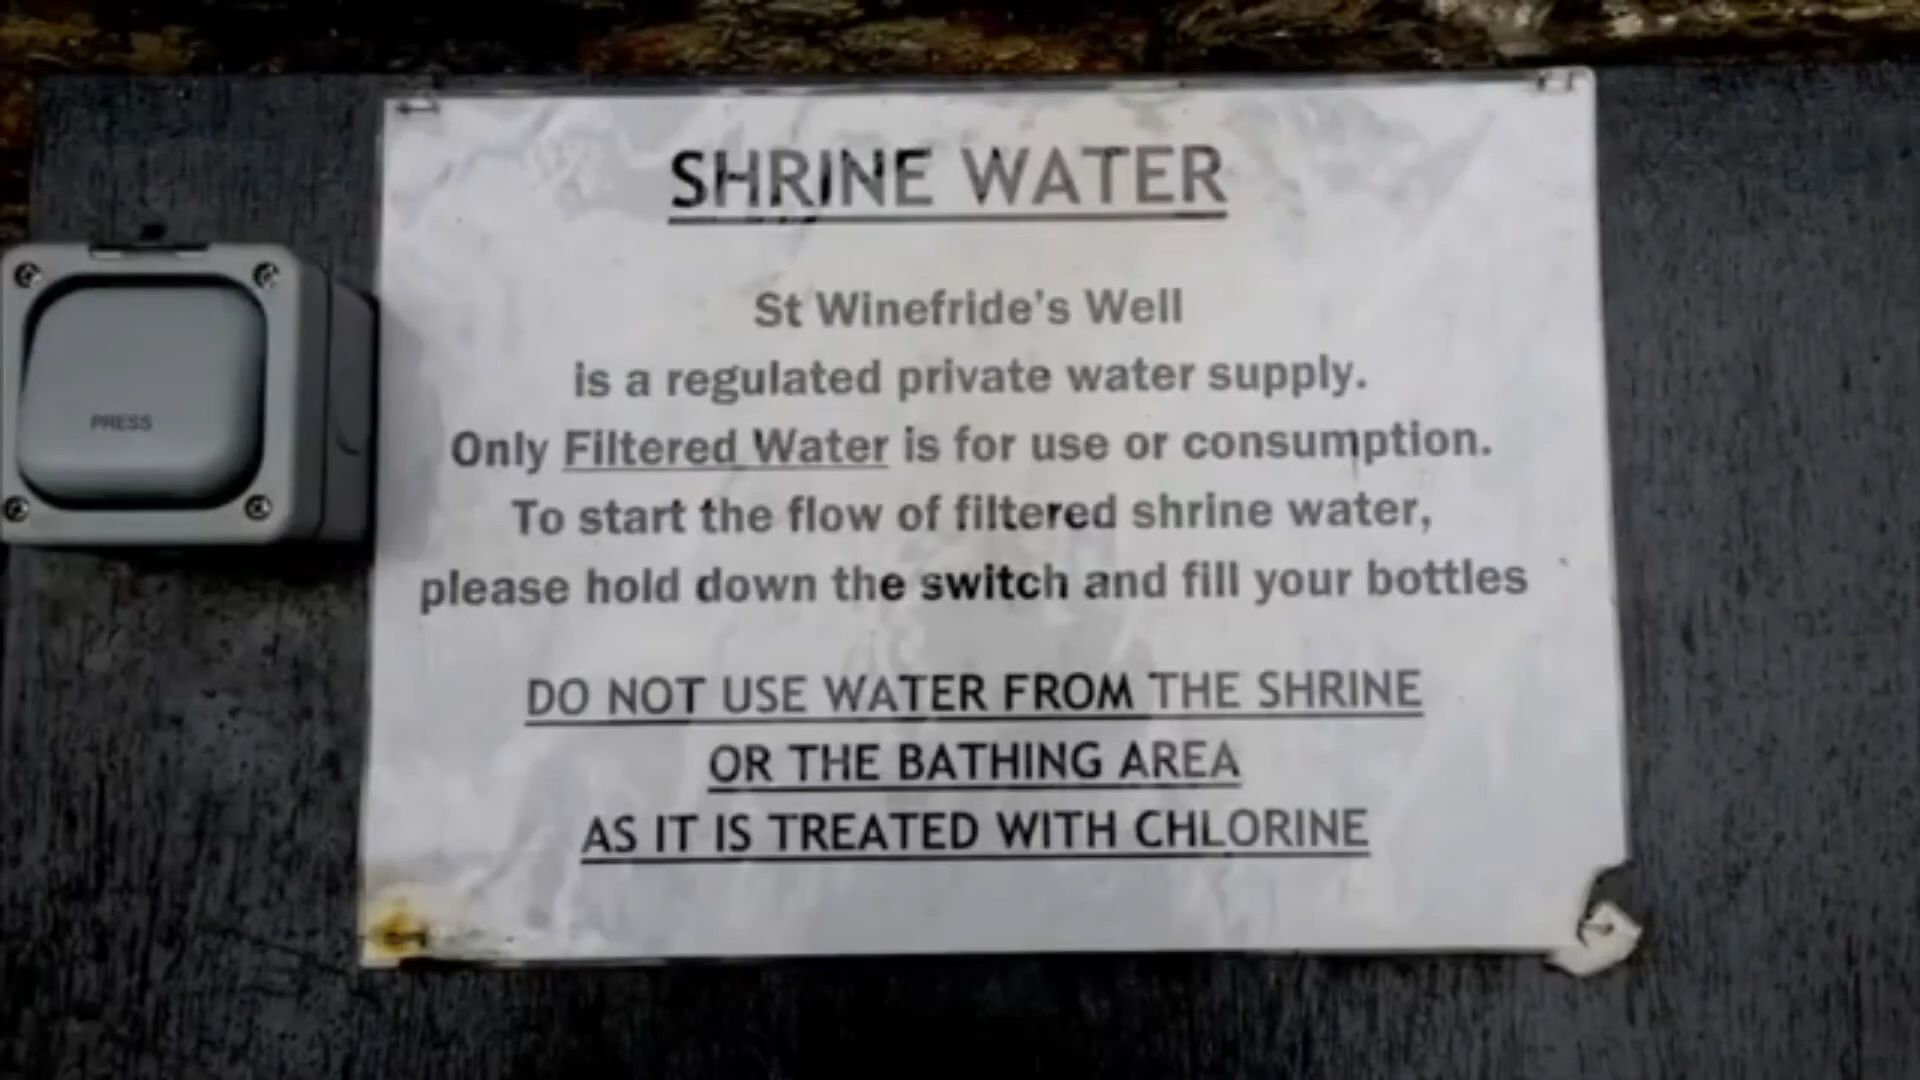 SHRINE WATER
St Winefride's Well
is a regulated private water supply.
Only Filtered Water is for use or consumption.
To start the flow of filtered shrine water,
please hold down the switch and fill your bottles
DO NOT USE WATER FROM THE SHRINE
OR THE BATHING AREA
AS IT IS TREATED WITH CHLORINE
PRESS